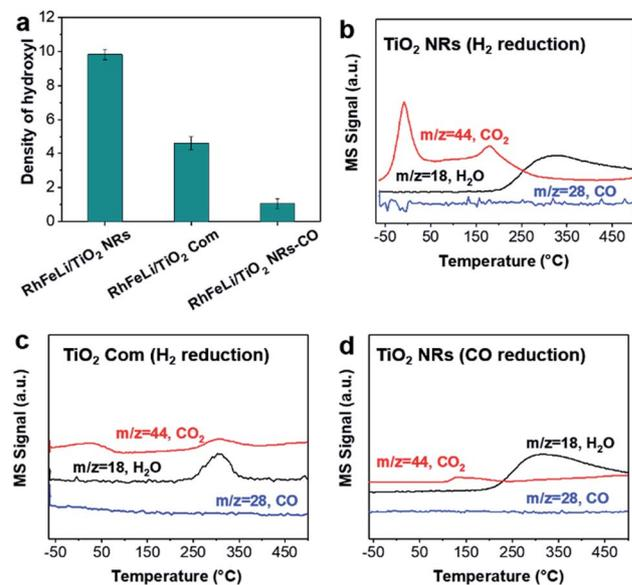 a
12
10
8
6
4
2
0
Density of hydroxyl
RhFeLi/TiO₂ NRs
RhFeLi/TiO₂ Com
RhFeLi/TiO₂ NRs-CO
b
TiO₂ NRs (H₂ reduction)
MS Signal (a.u.)
m/z=44, CO₂
m/z=18, H₂O
m/z=28, CO
-50 50 150 250 350 450
Temperature (°C)
c
TiO₂ Com (H₂ reduction)
MS Signal (a.u.)
m/z=44, CO₂
m/z=18, H₂O
m/z=28, CO
-50 50 150 250 350 450
Temperature (°C)
d
TiO₂ NRs (CO reduction)
MS Signal (a.u.)
m/z=18, H₂O
m/z=44, CO₂
m/z=28, CO
-50 50 150 250 350 450
Temperature (°C)